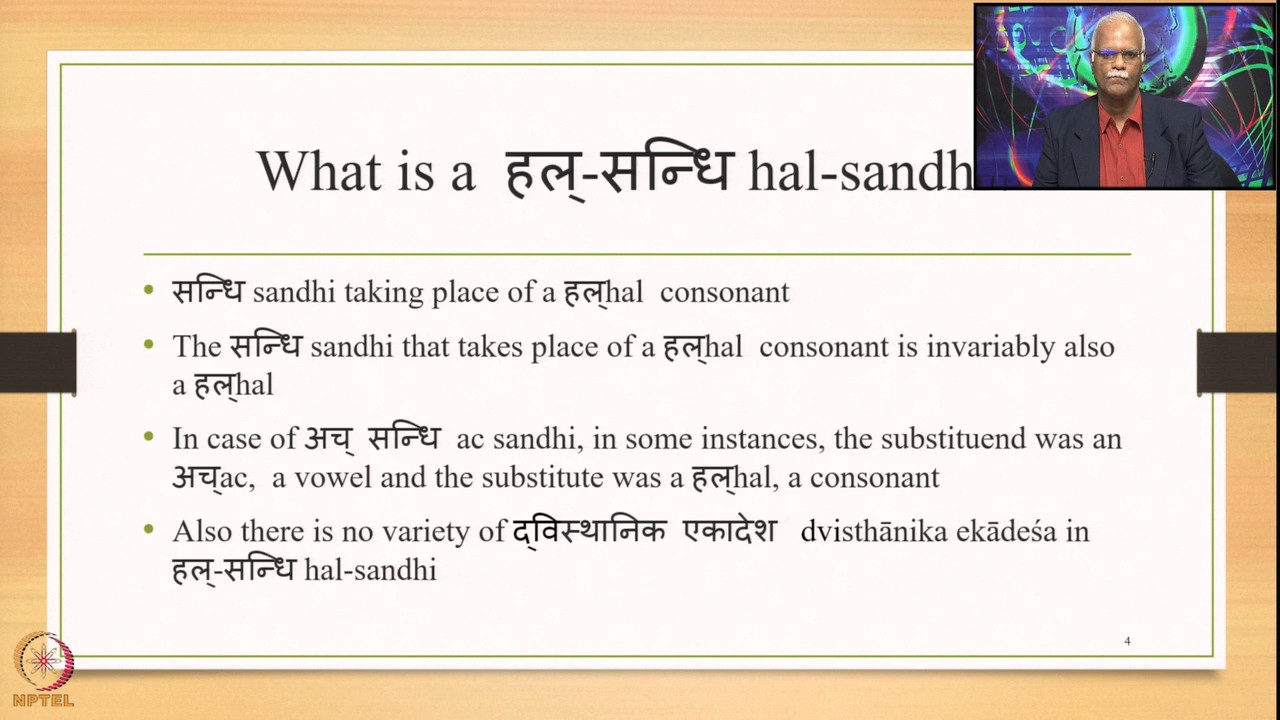 What is a हल्-सन्धि hal-sandh
• सन्धि sandhi taking place of a हल्hal consonant
• The सन्धि sandhi that takes place of a हल्hal consonant is invariably also
a हल्hal
• In case of अच् सन्धि ac sandhi, in some instances, the substituend was an
अच्ac, a vowel and the substitute was a हल्hal, a consonant
• Also there is no variety of द्विस्थानिक एकादेश dvisthānika ekādeśa in
हल्-सन्धि hal-sandhi
4
NPTEL